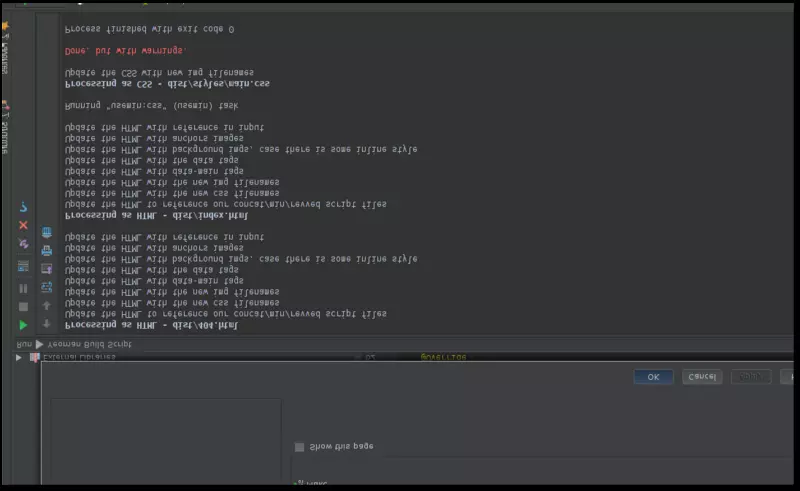 Make
Show this page
OK Cancel Apply
External Libraries @Override
Run Yeoman Build Script
Processing as HTML - dist/404.html
Update the HTML to reference our concat/min/revved script files
Update the HTML with the new css filenames
Update the HTML with the new img filenames
Update the HTML with data-main tags
Update the HTML with the data tags
Update the HTML with background imgs, case there is some inline style
Update the HTML with anchors images
Update the HTML with reference in input
Processing as HTML - dist/index.html
Update the HTML to reference our concat/min/revved script files
Update the HTML with the new css filenames
Update the HTML with the new img filenames
Update the HTML with data-main tags
Update the HTML with the data tags
Update the HTML with background imgs, case there is some inline style
Update the HTML with anchors images
Update the HTML with reference in input
Running "usemin:css" (usemin) task
Processing as CSS - dist/styles/main.css
Update the CSS with new img filenames
Done, but with warnings.
Process finished with exit code 0